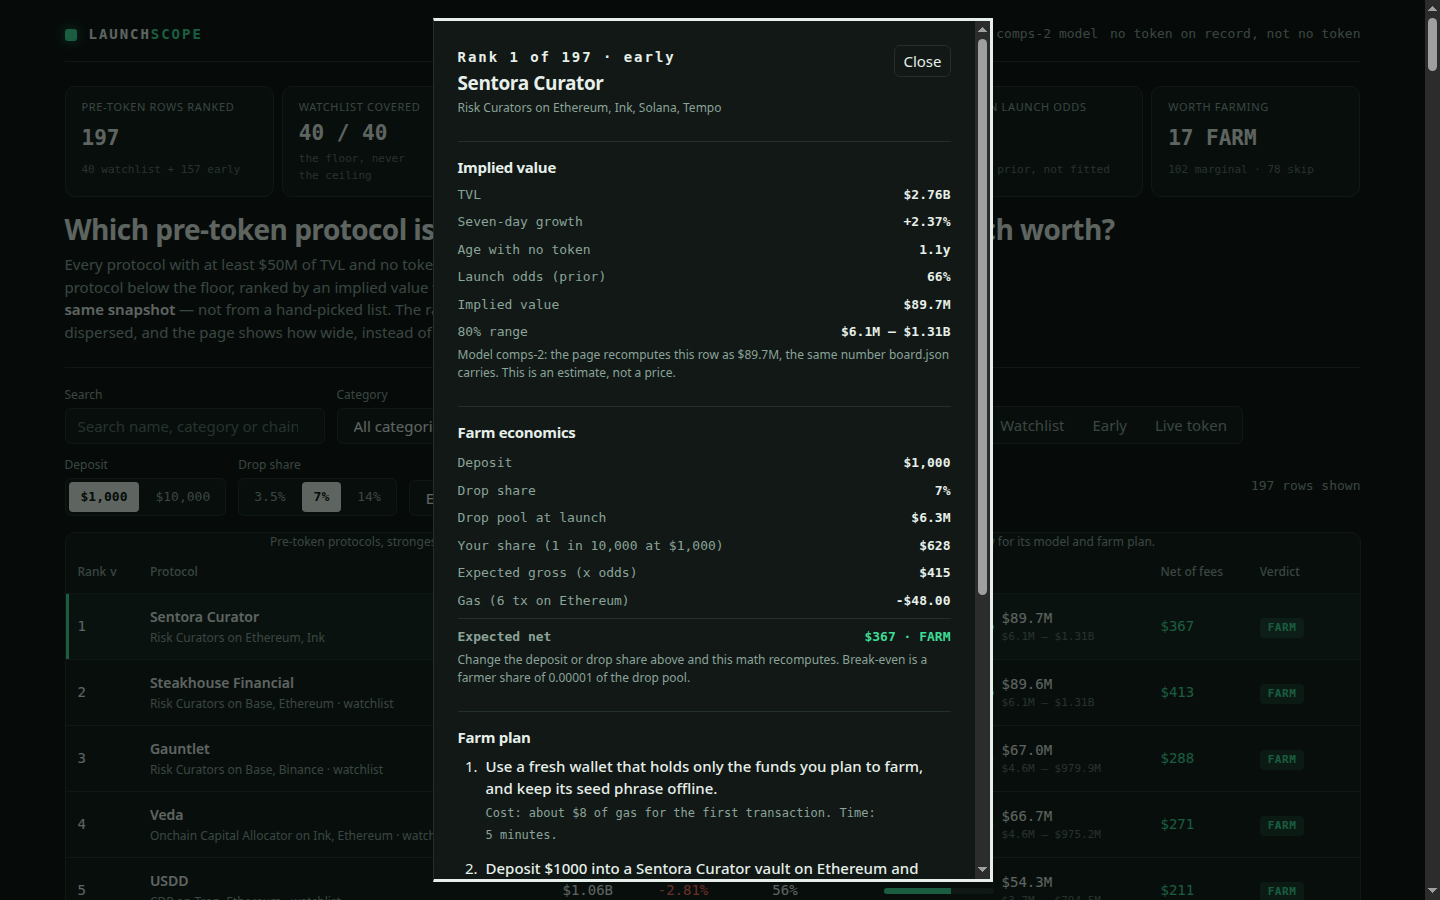 LAUNCHSCOPE
comps-2 model no token on record, not no token
PRE-TOKEN ROWS RANKED
197
40 watchlist + 157 early
WATCHLIST COVERED
40 / 40
the floor, never
the ceiling
LAUNCH ODDS
prior, not fitted
WORTH FARMING
17 FARM
102 marginal · 78 skip
Which pre-token protocol is
ch worth?
Every protocol with at least $50M of TVL and no toke
protocol below the floor, ranked by an implied value
same snapshot — not from a hand-picked list. The ra
dispersed, and the page shows how wide, instead of
Search
Search name, category or chain
Category
All categori
Watchlist
Early
Live token
Deposit
$1,000
$10,000
Drop share
3.5%
7%
14%
E
197 rows shown
Pre-token protocols, stronges
for its model and farm plan.
Rank v
Protocol
Net of fees
Verdict
1
Sentora Curator
Risk Curators on Ethereum, Ink
$89.7M
$6.1M — $1.31B
$367
FARM
2
Steakhouse Financial
Risk Curators on Base, Ethereum · watchlist
$89.6M
$6.1M — $1.31B
$413
FARM
3
Gauntlet
Risk Curators on Base, Binance · watchlist
$67.0M
$4.6M — $979.9M
$288
FARM
4
Veda
Onchain Capital Allocator on Ink, Ethereum · watch
$66.7M
$4.6M — $975.2M
$271
FARM
5
USDD
$1.06B
-2.81%
56%
$54.3M
$211
FARM
Rank 1 of 197 · early
Close
Sentora Curator
Risk Curators on Ethereum, Ink, Solana, Tempo
Implied value
TVL $2.76B
Seven-day growth +2.37%
Age with no token 1.1y
Launch odds (prior) 66%
Implied value $89.7M
80% range $6.1M — $1.31B
Model comps-2: the page recomputes this row as $89.7M, the same number board.json
carries. This is an estimate, not a price.
Farm economics
Deposit $1,000
Drop share 7%
Drop pool at launch $6.3M
Your share (1 in 10,000 at $1,000) $628
Expected gross (x odds) $415
Gas (6 tx on Ethereum) -$48.00
Expected net $367 · FARM
Change the deposit or drop share above and this math recomputes. Break-even is a
farmer share of 0.00001 of the drop pool.
Farm plan
1. Use a fresh wallet that holds only the funds you plan to farm,
and keep its seed phrase offline.
Cost: about $8 of gas for the first transaction. Time:
5 minutes.
2. Deposit $1000 into a Sentora Curator vault on Ethereum and